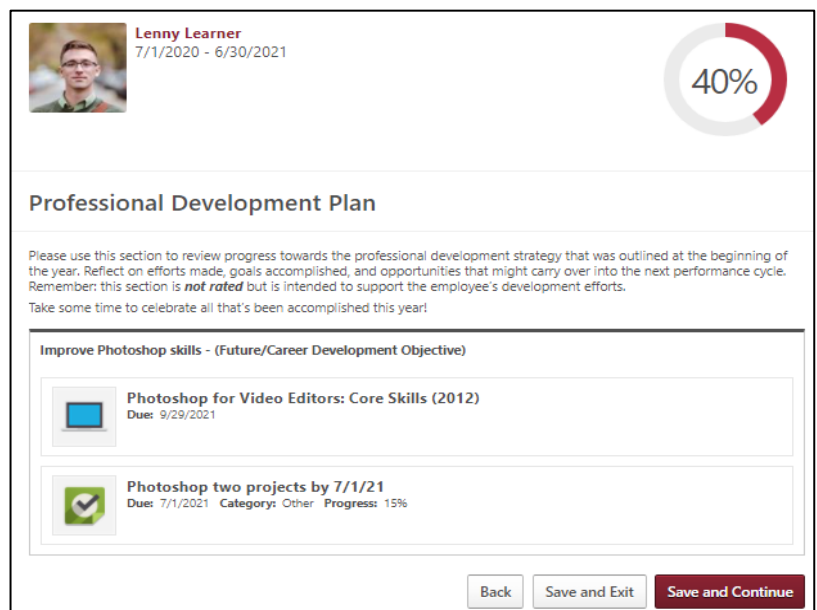 Lenny Learner
7/1/2020 - 6/30/2021
40%
Professional Development Plan
Please use this section to review progress towards the professional development strategy that was outlined at the beginning of
the year. Reflect on efforts made, goals accomplished, and opportunities that might carry over into the next performance cycle.
Remember: this section is not rated but is intended to support the employee's development efforts.
Take some time to celebrate all that's been accomplished this year!
Improve Photoshop skills - (Future/Career Development Objective)
Photoshop for Video Editors: Core Skills (2012)
Due: 9/29/2021
Photoshop two projects by 7/1/21
Due: 7/1/2021 Category: Other Progress: 15%
Back Save and Exit Save and Continue